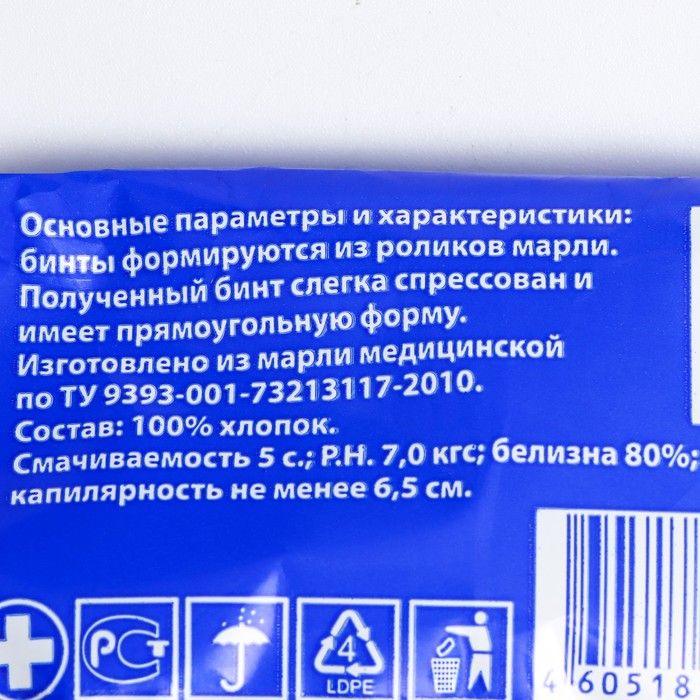 Основные параметры и характеристики:
бинты формируются из роликов марли.
Полученный бинт слегка спрессован и
имеет прямоугольную форму.
Изготовлено из марли медицинской
по ТУ 9393-001-73213117-2010.
Состав: 100% хлопок.
Смачиваемость 5 с.; Р.Н. 7,0 кгс; белизна 80%;
капилярность не менее 6,5 см.
РСТ
4
LDPE
4 60518